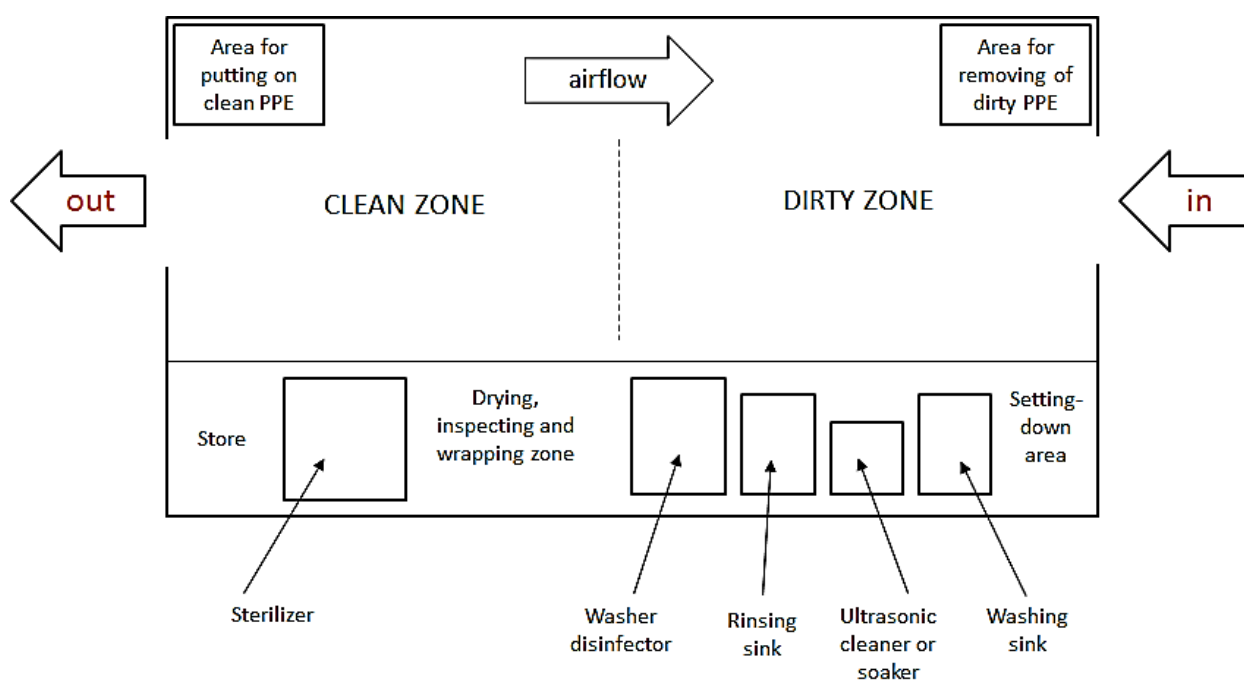 Area for
putting on
clean PPE
airflow
Area for
removing of
dirty PPE
out
CLEAN ZONE
DIRTY ZONE
in
Store
Drying,
inspecting and
wrapping zone
Setting-
down
area
Sterilizer
Washer
disinfector
Rinsing
sink
Ultrasonic
cleaner or
soaker
Washing
sink